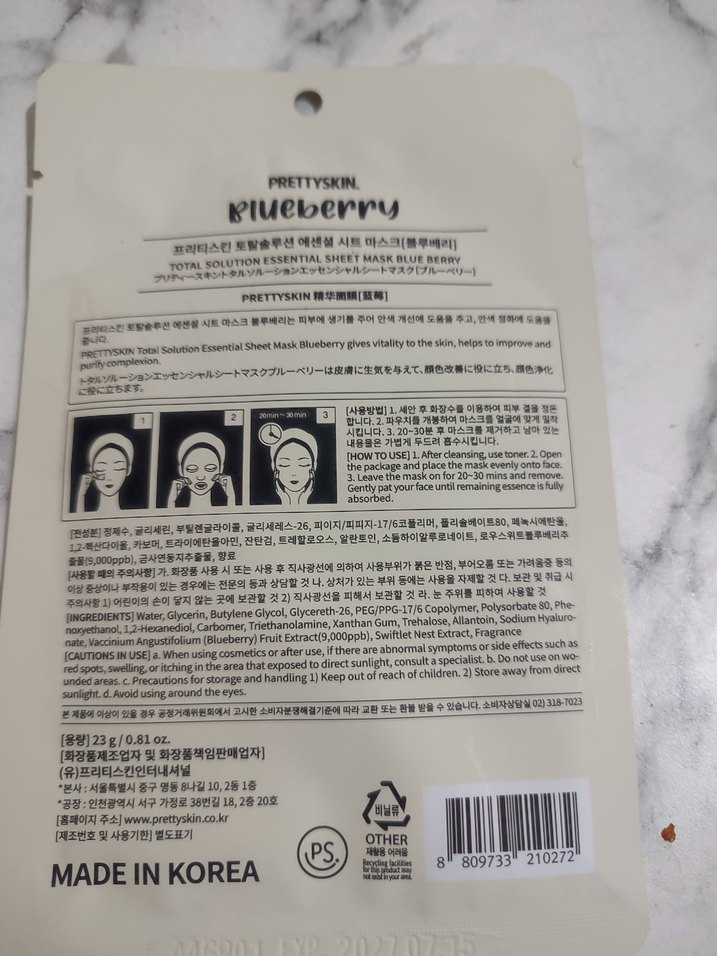 PRETTYSKIN.
Blueberry
프리티스킨 토탈솔루션 에센셜 시트 마스크[블루베리]
TOTAL SOLUTION ESSENTIAL SHEET MASK BLUE BERRY
プリティースキントタルソルーションエッセンシャルシートマスク[ブルーベリー]
PRETTYSKIN 精华面膜[蓝莓]
프리티스킨 토탈솔루션 에센셜 시트 마스크 블루베리는 피부에 생기를 주어 안색 개선에 도움을 주고, 안색 정화에 도움을
줍니다.
PRETTYSKIN Total Solution Essential Sheet Mask Blueberry gives vitality to the skin, helps to improve and
purify complexion.
トタルソルーションエッセンシャルシートマスクブルーベリーは皮膚に生気を与えて、顔色改善に役に立ち、顔色浄化
に役に立ちます。
1
2
20min ~ 30 min 3
[사용방법] 1. 세안 후 화장수를 이용하여 피부 결을 정돈
합니다. 2. 파우치를 개봉하여 마스크를 얼굴에 맞게 밀착
시킵니다. 3. 20~30분 후 마스크를 제거하고 남아 있는
내용물은 가볍게 두드려 흡수시킵니다.
[HOW TO USE] 1. After cleansing, use toner. 2. Open
the package and place the mask evenly onto face.
3. Leave the mask on for 20~30 mins and remove.
Gently pat your face until remaining essence is fully
absorbed.
[전성분] 정제수, 글리세린, 부틸렌글라이콜, 글리세레스-26, 피이지/피피지-17/6코폴리머, 폴리솔베이트80, 페녹시에탄올,
1,2-헥산다이올, 카보머, 트라이에탄올아민, 잔탄검, 트레할로오스, 알란토인, 소듐하이알루로네이트, 로우스위트블루베리추
출물(9,000ppb), 금사연둥지추출물, 향료
[사용할 때의 주의사항] 가. 화장품 사용 시 또는 사용 후 직사광선에 의하여 사용부위가 붉은 반점, 부어오름 또는 가려움증 등의
이상 증상이나 부작용이 있는 경우에는 전문의 등과 상담할 것 나. 상처가 있는 부위 등에는 사용을 자제할 것 다. 보관 및 취급 시
주의사항 1) 어린이의 손이 닿지 않는 곳에 보관할 것 2) 직사광선을 피해서 보관할 것 라. 눈 주위를 피하여 사용할 것
[INGREDIENTS] Water, Glycerin, Butylene Glycol, Glycereth-26, PEG/PPG-17/6 Copolymer, Polysorbate 80, Phe-
noxyethanol, 1,2-Hexanediol, Carbomer, Triethanolamine, Xanthan Gum, Trehalose, Allantoin, Sodium Hyaluro-
nate, Vaccinium Angustifolium (Blueberry) Fruit Extract(9,000ppb), Swiftlet Nest Extract, Fragrance
[CAUTIONS IN USE] a. When using cosmetics or after use, if there are abnormal symptoms or side effects such as
red spots, swelling, or itching in the area that exposed to direct sunlight, consult a specialist. b. Do not use on wo-
unded areas. c. Precautions for storage and handling 1) Keep out of reach of children. 2) Store away from direct
sunlight. d. Avoid using around the eyes.
본 제품에 이상이 있을 경우 공정거래위원회에서 고시한 소비자분쟁해결기준에 따라 교환 또는 환불 받을 수 있습니다. 소비자상담실 02) 318-7023
[용량] 23 g / 0.81 oz.
[화장품제조업자 및 화장품책임판매업자]
(유)프리티스킨인터내셔널
*본사 : 서울특별시 중구 명동 8나길 10, 2동 1층
*공장 : 인천광역시 서구 가정로 38번길 18, 2층 20호
[홈페이지 주소] www.prettyskin.co.kr
[제조번호 및 사용기한] 별도표기
MADE IN KOREA
PS.
비닐류
OTHER
재활용 어려움
Recycling facilities
for this product may
not exist in your area.
8 809733 210272
EXP. 20270715